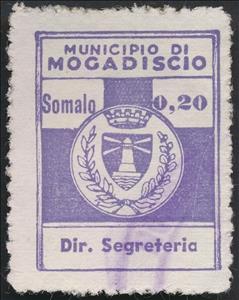 MUNICIPIO DI
MOGADISCIO
Somalo 0,20
Dir. Segreteria